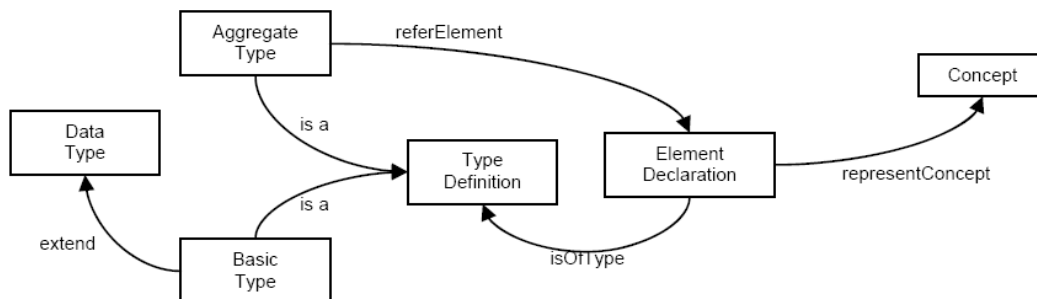 Aggregate
Type
referElement
Concept
Data
Type
is a
Type
Definition
Element
Declaration
representConcept
is a
extend
Basic
Type
isOfType